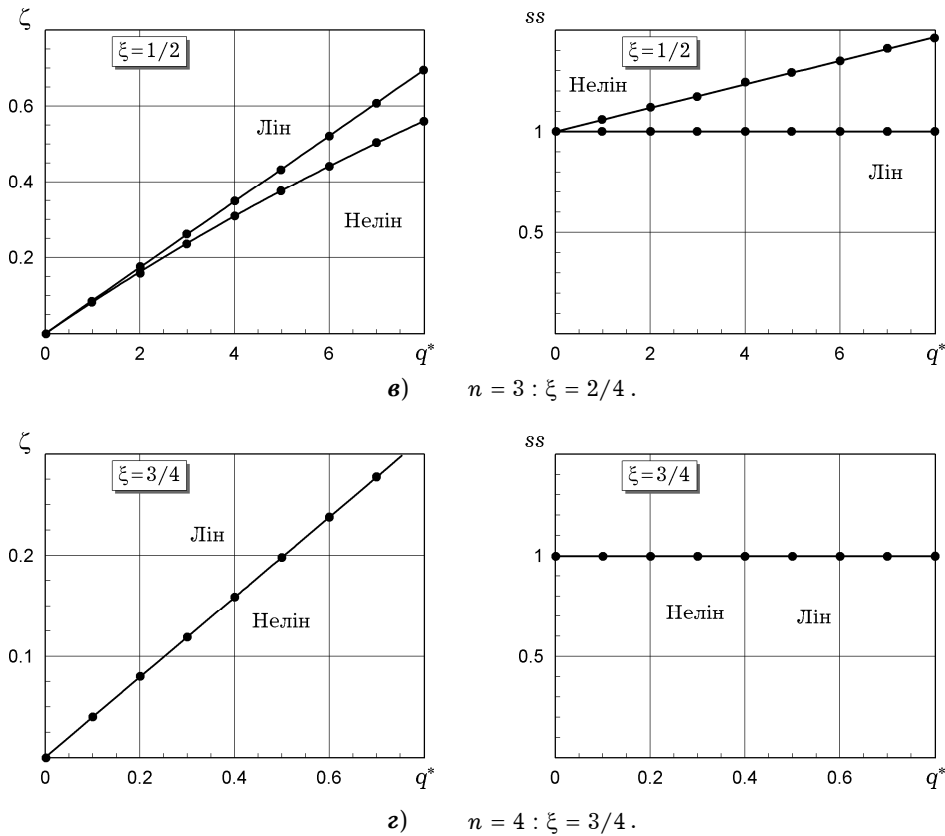 ζ
ξ=1/2
0.6
0.4
0.2
Лін
Нелін
0 2 4 6 q*
ss
ξ=1/2
Нелін
1
Лін
0.5
0 2 4 6 q*
в) n = 3 : ξ = 2/4 .
ζ
ξ=3/4
Лін
0.2
Нелін
0.1
0 0.2 0.4 0.6 q*
ss
ξ=3/4
1
Нелін Лін
0.5
0 0.2 0.4 0.6 q*
г) n = 4 : ξ = 3/4 .